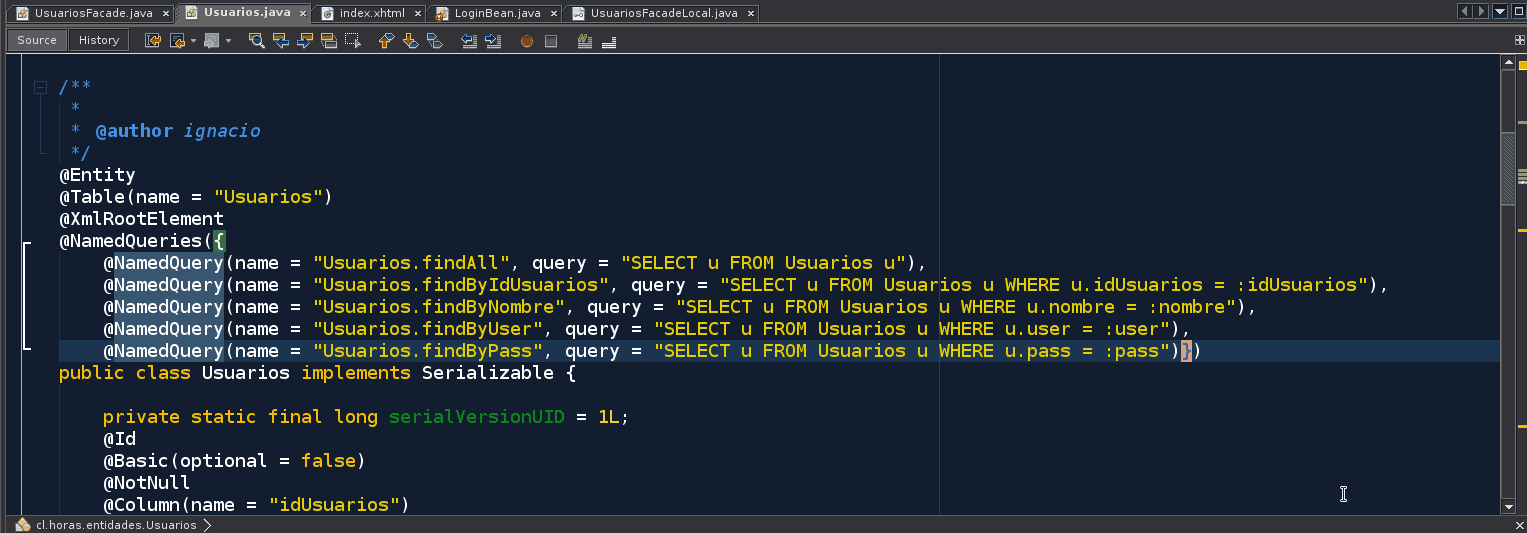 UsuariosFacade.java Usuarios.java index.xhtml LoginBean.java UsuariosFacadeLocal.java
Source History
/**
*
* @author ignacio
*/
@Entity
@Table(name = "Usuarios")
@XmlRootElement
@NamedQueries({
@NamedQuery(name = "Usuarios.findAll", query = "SELECT u FROM Usuarios u"),
@NamedQuery(name = "Usuarios.findByIdUsuarios", query = "SELECT u FROM Usuarios u WHERE u.idUsuarios = :idUsuarios"),
@NamedQuery(name = "Usuarios.findByNombre", query = "SELECT u FROM Usuarios u WHERE u.nombre = :nombre"),
@NamedQuery(name = "Usuarios.findByUser", query = "SELECT u FROM Usuarios u WHERE u.user = :user"),
@NamedQuery(name = "Usuarios.findByPass", query = "SELECT u FROM Usuarios u WHERE u.pass = :pass")})
public class Usuarios implements Serializable {
private static final long serialVersionUID = 1L;
@Id
@Basic(optional = false)
@NotNull
@Column(name = "idUsuarios")
cl.horas.entidades.Usuarios